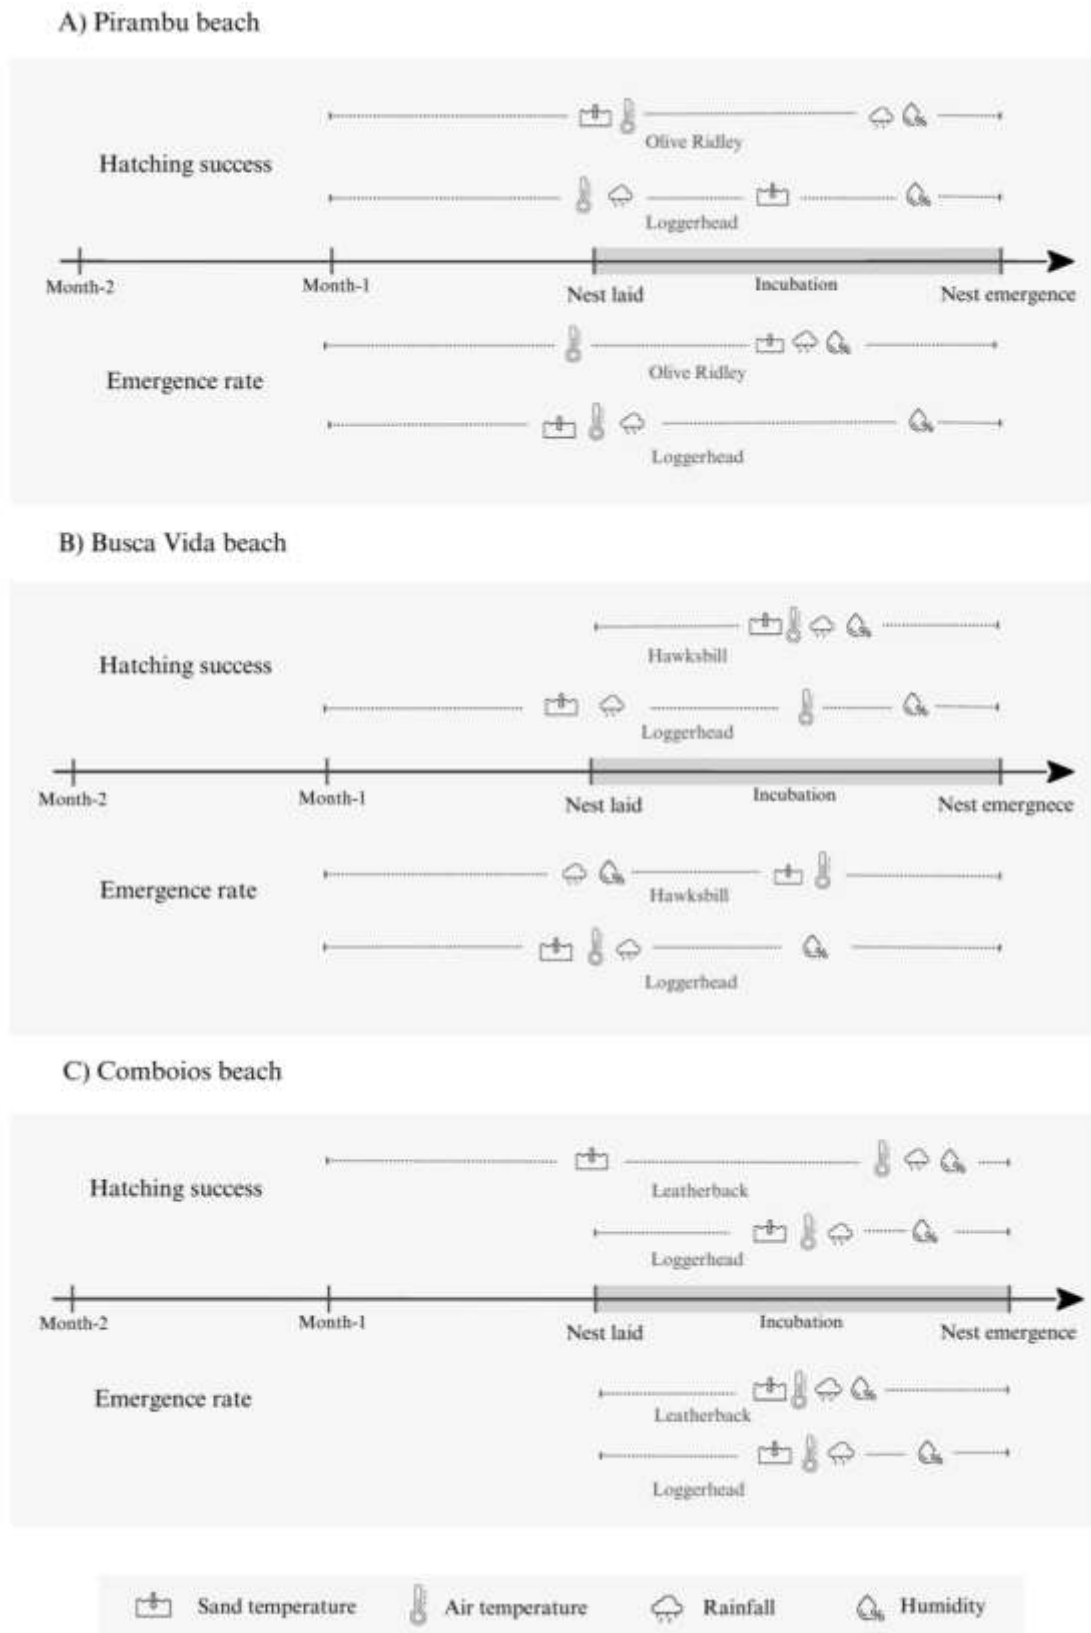 A) Pirambu beach
Olive Ridley
Hatching success
Loggerhead
Month-2 Month-1 Nest laid Incubation Nest emergence
Olive Ridley
Emergence rate
Loggerhead
B) Busca Vida beach
Hawksbill
Hatching success
Loggerhead
Month-2 Month-1 Nest laid Incubation Nest emergnece
Emergence rate
Hawksbill
Loggerhead
C) Comboios beach
Hatching success
Leatherback
Loggerhead
Month-2 Month-1 Nest laid Incubation Nest emergence
Emergence rate
Leatherback
Loggerhead
Sand temperature Air temperature Rainfall Humidity